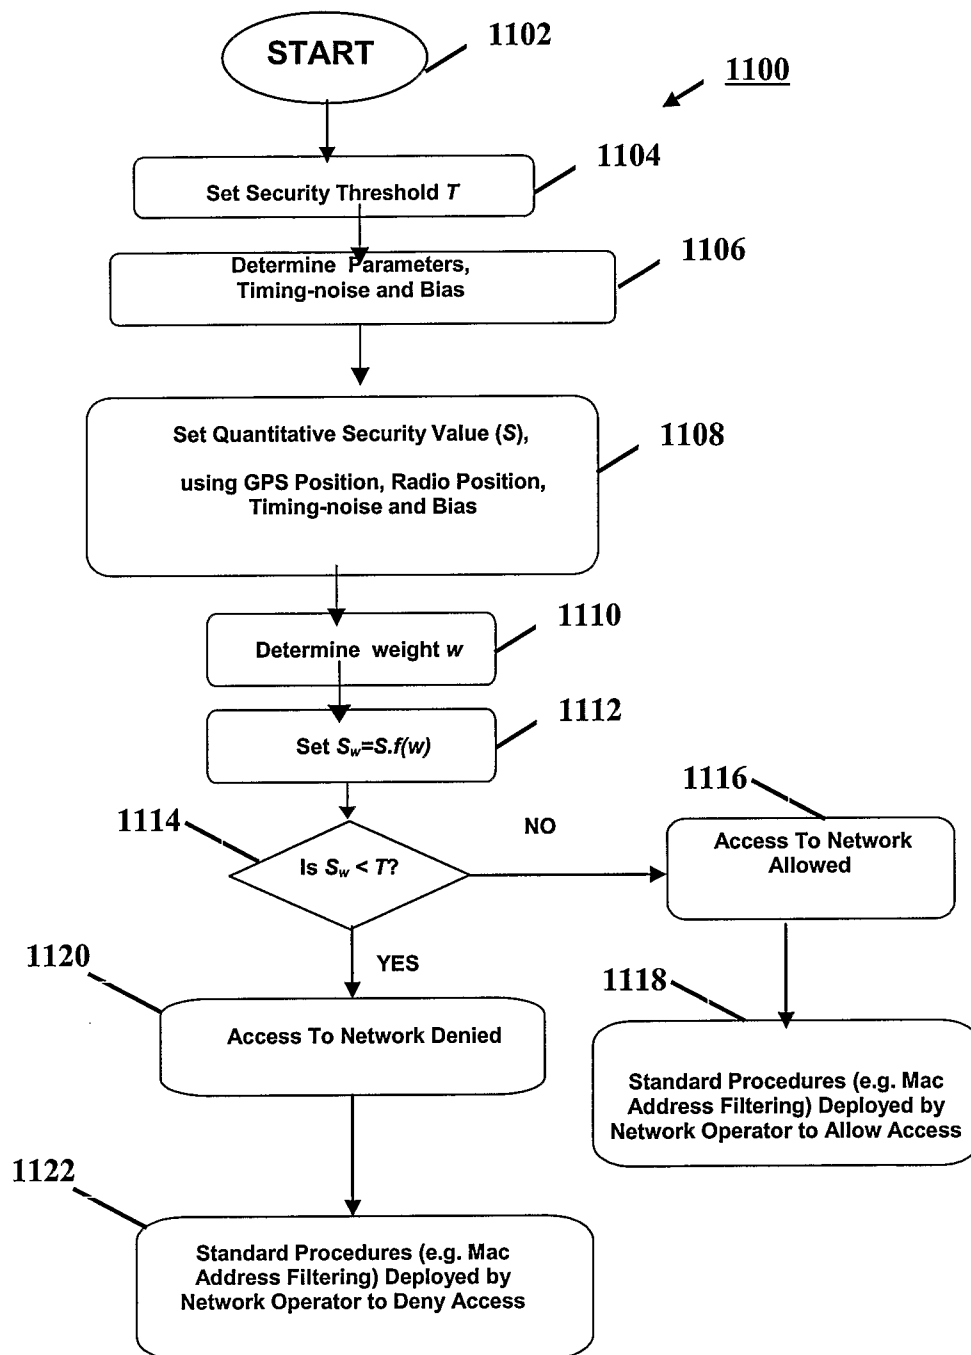 START
1102
1100
1104
Set Security Threshold T
1106
Determine Parameters,
Timing-noise and Bias
Set Quantitative Security Value (S),
1108
using GPS Position, Radio Position,
Timing-noise and Bias
1110
Determine weight w
1112
Set Sw=S.f(w)
1114
Is Sw < T?
NO
1116
Access To Network
Allowed
YES
1120
Access To Network Denied
1118
Standard Procedures (e.g. Mac
Address Filtering) Deployed by
Network Operator to Allow Access
1122
Standard Procedures (e.g. Mac
Address Filtering) Deployed by
Network Operator to Deny Access